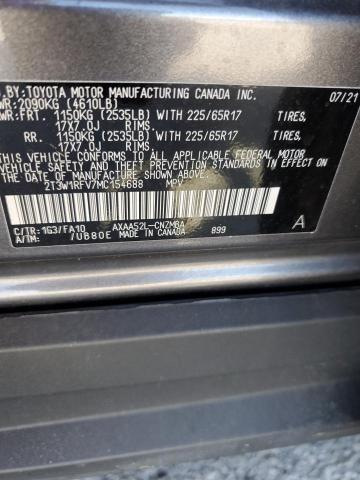 D.BY:TOYOTA MOTOR MANUFACTURING CANADA INC. 07/21
WR: 2090KG (4610LB)
WR:FRT. 1150KG (2535LB) WITH 225/65R17 TIRES,
17X7.0J RIMS.
RR. 1150KG (2535LB) WITH 225/65R17 TIRES,
17X7.0J RIMS.
THIS VEHICLE CONFORMS TO ALL APPLICABLE FEDERAL MOTOR
VEHICLE SAFETY AND THEFT PREVENTION STANDARDS IN
EFFECT ON THE DATE OF MANUFACTURE SHOWN ABOVE.
2T3W1RFV7MC154688 MPV
C/TR:1G3/FA10 AXAA52L-CNZMBA 899 A
A/TM: /UB80E MADE IN CANADA